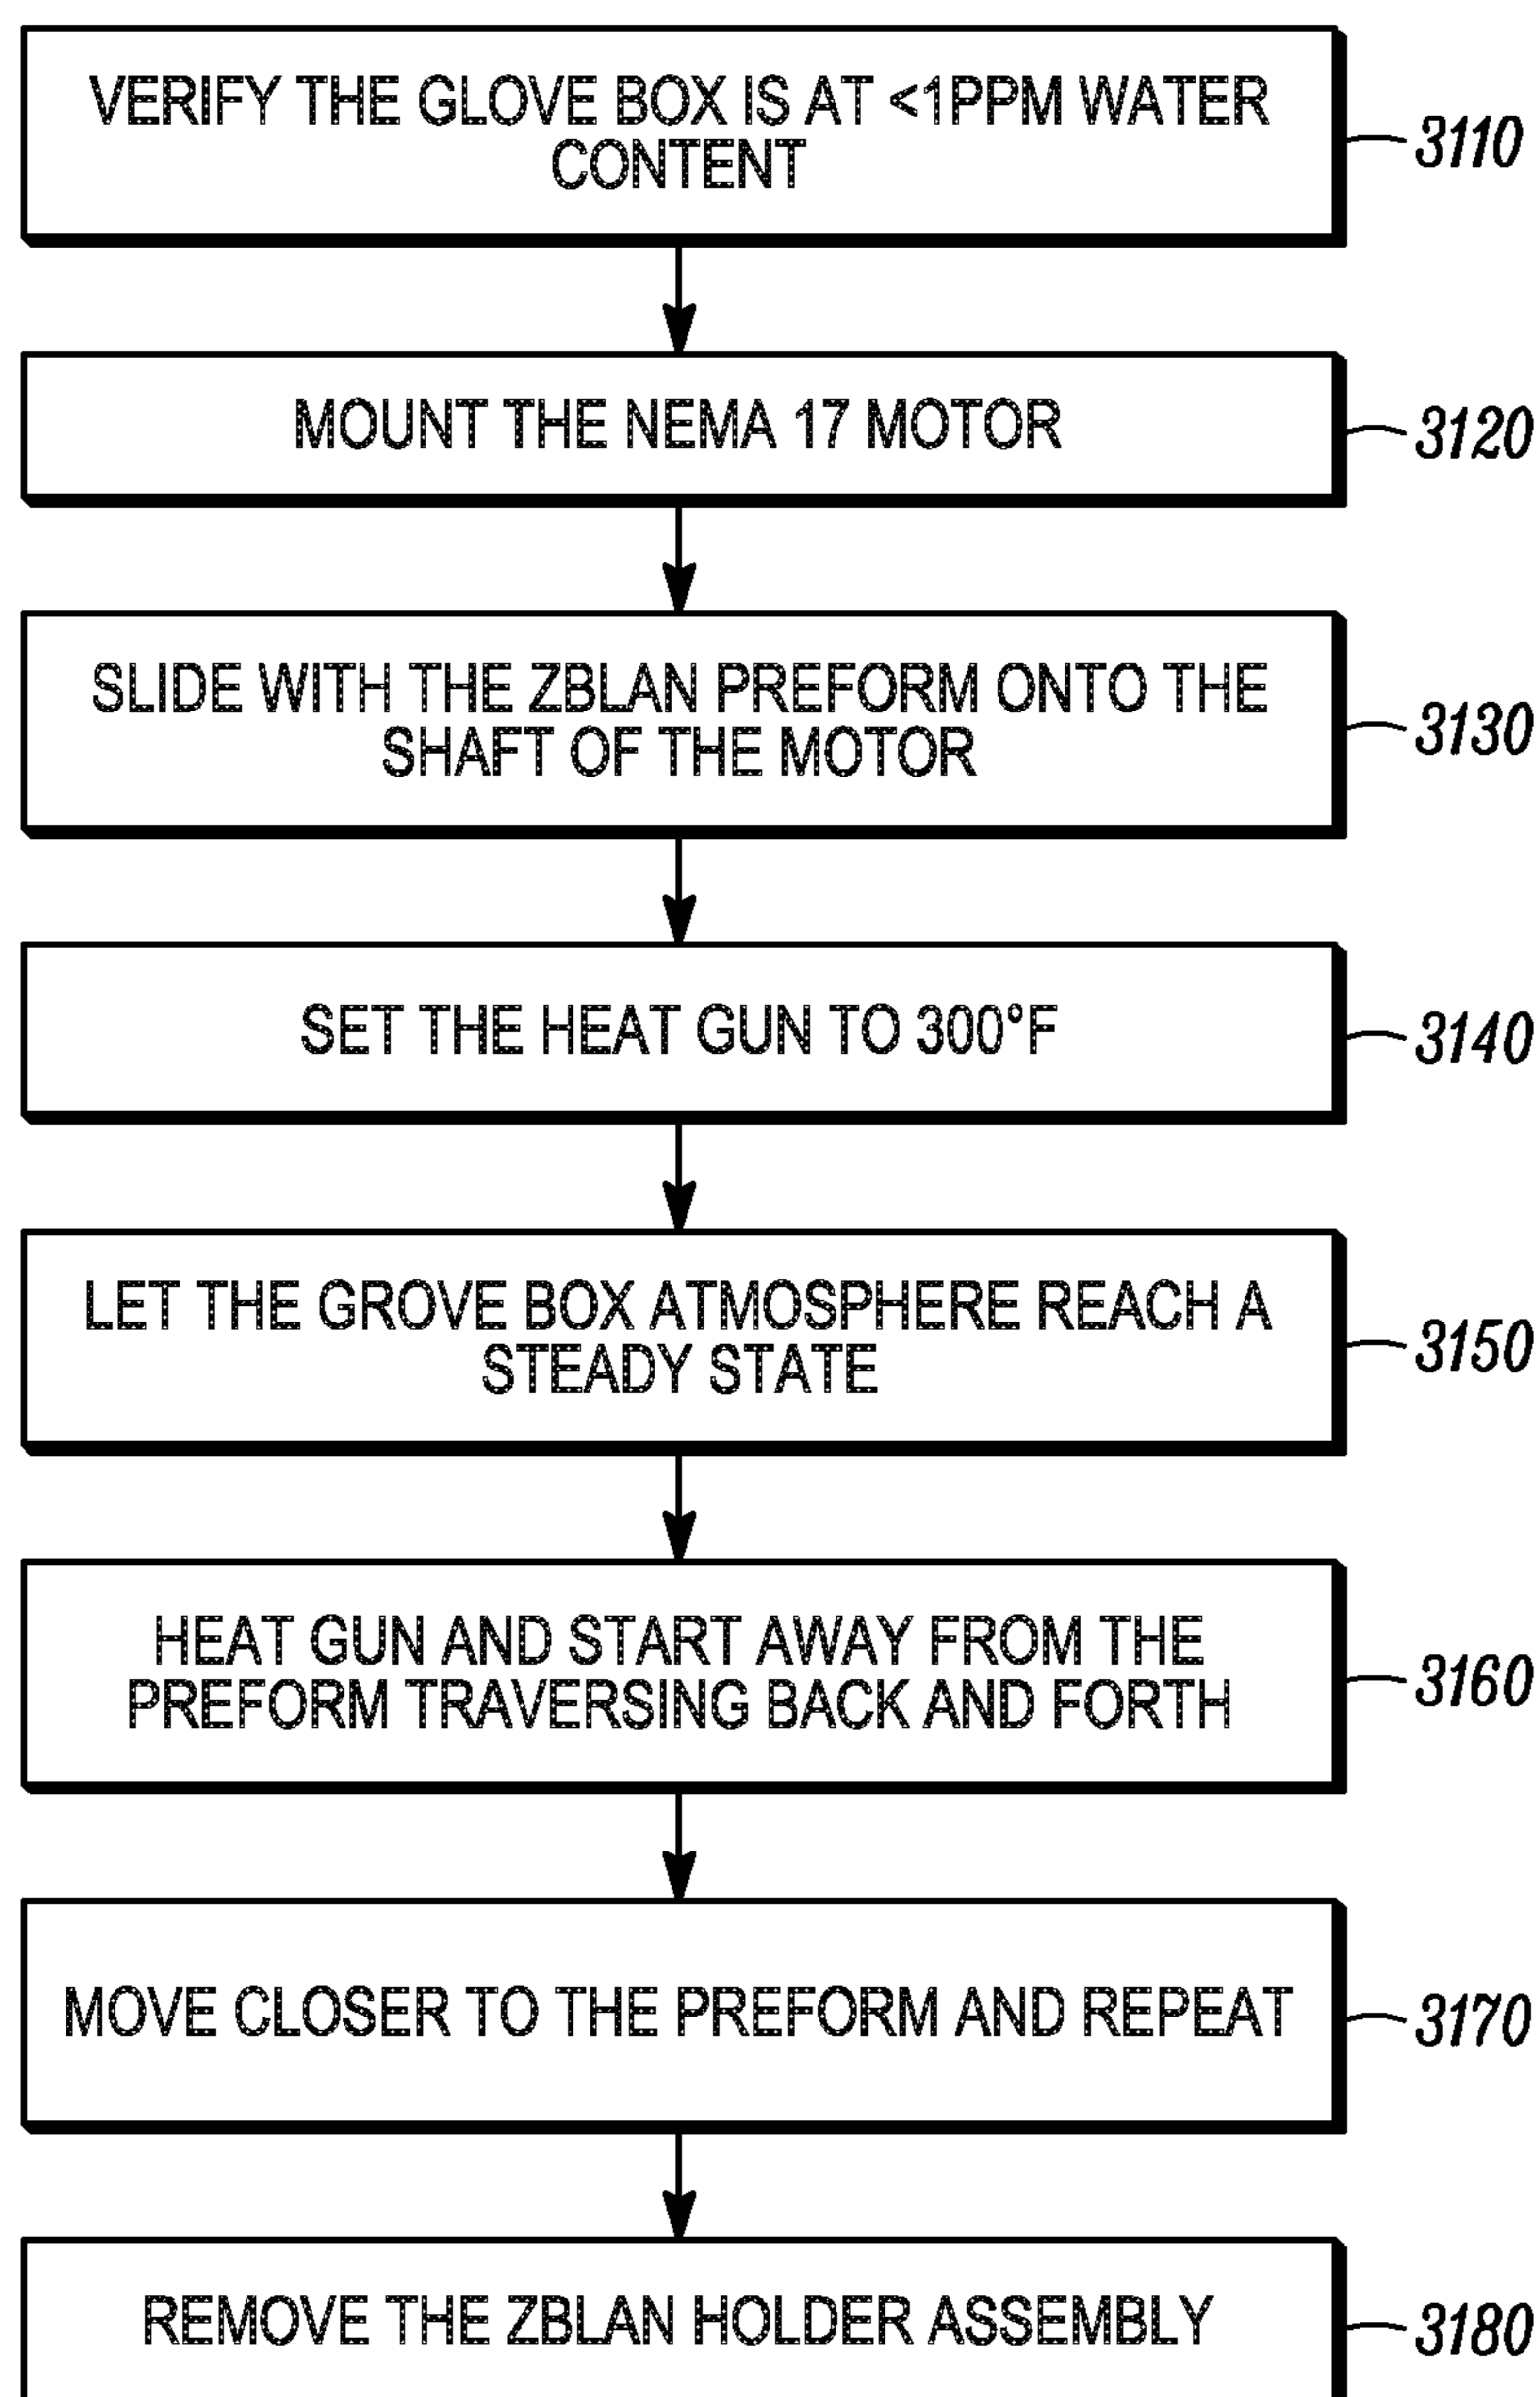 VERIFY THE GLOVE BOX IS AT <1PPM WATER
CONTENT
3110
MOUNT THE NEMA 17 MOTOR
3120
SLIDE WITH THE ZBLAN PREFORM ONTO THE
SHAFT OF THE MOTOR
3130
SET THE HEAT GUN TO 300°F
3140
LET THE GROVE BOX ATMOSPHERE REACH A
STEADY STATE
3150
HEAT GUN AND START AWAY FROM THE
PREFORM TRAVERSING BACK AND FORTH
3160
MOVE CLOSER TO THE PREFORM AND REPEAT
3170
REMOVE THE ZBLAN HOLDER ASSEMBLY
3180